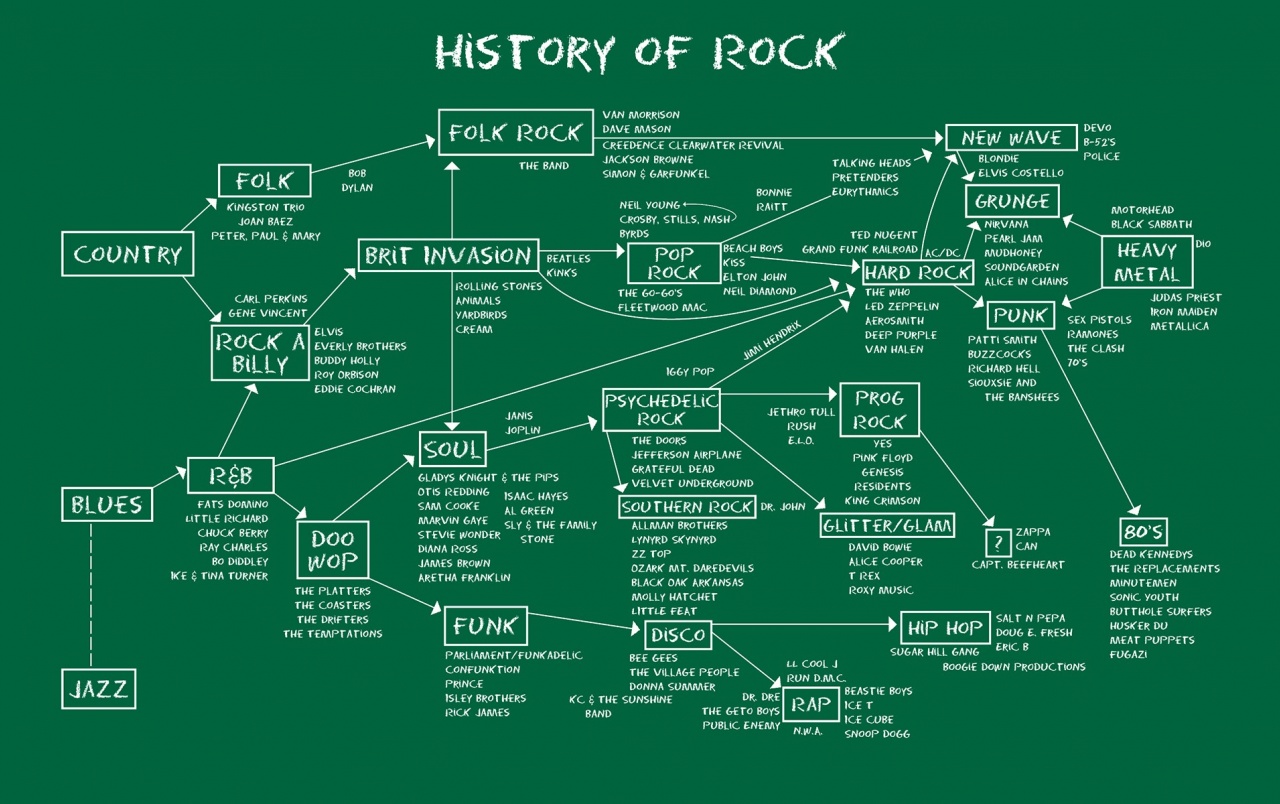 HISTORY OF ROCK
FOLK ROCK
VAN MORRISON
DAVE MASON
CREEDENCE CLEARWATER REVIVAL
JACKSON BROWNE
SIMON & GARFUNKEL
THE BAND
NEW WAVE
DEVO
B-52'S
POLICE
BLONDIE
ELVIS COSTELLO
TALKING HEADS
PRETENDERS
EURYTHMICS
FOLK
KINGSTON TRIO
JOAN BAEZ
PETER, PAUL & MARY
BOB
DYLAN
BONNIE
RAITT
GRUNGE
NIRVANA
PEARL JAM
MUDHONEY
SOUNDGARDEN
ALICE IN CHAINS
COUNTRY
BRIT INVASION
BEATLES
KINKS
ROLLING STONES
ANIMALS
YARDBIRDS
CREAM
NEIL YOUNG
CROSBY, STILLS, NASH
BYRDS
POP
ROCK
BEACH BOYS
KISS
ELTON JOHN
NEIL DIAMOND
THE GO-GO'S
FLEETWOOD MAC
TED NUGENT
GRAND FUNK RAILROAD
AC/DC
HARD ROCK
THE WHO
LED ZEPPELIN
AEROSMITH
DEEP PURPLE
VAN HALEN
MOTORHEAD
BLACK SABBATH
HEAVY
METAL
DIO
JUDAS PRIEST
IRON MAIDEN
METALLICA
PUNK
SEX PISTOLS
RAMONES
THE CLASH
70'S
PATTI SMITH
BUZZCOCKS
RICHARD HELL
SIOUXSIE AND
THE BANSHEES
CARL PERKINS
GENE VINCENT
ROCK A
BILLY
ELVIS
EVERLY BROTHERS
BUDDY HOLLY
ROY ORBISON
EDDIE COCHRAN
JIMI HENDRIX
IGGY POP
PSYCHEDELIC
ROCK
THE DOORS
JEFFERSON AIRPLANE
GRATEFUL DEAD
VELVET UNDERGROUND
JETHRO TULL
RUSH
E.L.O.
PROG
ROCK
YES
PINK FLOYD
GENESIS
RESIDENTS
KING CRIMSON
JANIS
JOPLIN
SOUL
GLADYS KNIGHT & THE PIPS
OTIS REDDING
SAM COOKE
MARVIN GAYE
STEVIE WONDER
DIANA ROSS
JAMES BROWN
ARETHA FRANKLIN
ISAAC HAYES
AL GREEN
SLY & THE FAMILY
STONE
BLUES
R&B
FATS DOMINO
LITTLE RICHARD
CHUCK BERRY
RAY CHARLES
BO DIDDLEY
IKE & TINA TURNER
DOO
WOP
THE PLATTERS
THE COASTERS
THE DRIFTERS
THE TEMPTATIONS
SOUTHERN ROCK
DR. JOHN
ALLMAN BROTHERS
LYNYRD SKYNYRD
ZZ TOP
OZARK MT. DAREDEVILS
BLACK OAK ARKANSAS
MOLLY HATCHET
LITTLE FEAT
GLITTER/GLAM
DAVID BOWIE
ALICE COOPER
T REX
ROXY MUSIC
?
ZAPPA
CAN
CAPT. BEEFHEART
80'S
DEAD KENNEDYS
THE REPLACEMENTS
MINUTEMEN
SONIC YOUTH
BUTTHOLE SURFERS
HUSKER DU
MEAT PUPPETS
FUGAZI
FUNK
PARLIAMENT/FUNKADELIC
CONFUNKTION
PRINCE
ISLEY BROTHERS
RICK JAMES
DISCO
BEE GEES
THE VILLAGE PEOPLE
DONNA SUMMER
KC & THE SUNSHINE
BAND
HIP HOP
SALT N PEPA
DOUG E. FRESH
ERIC B
SUGAR HILL GANG
BOOGIE DOWN PRODUCTIONS
LL COOL J
RUN D.M.C.
DR. DRE
THE GETO BOYS
PUBLIC ENEMY
RAP
BEASTIE BOYS
ICE T
ICE CUBE
SNOOP DOGG
N.W.A.
JAZZ